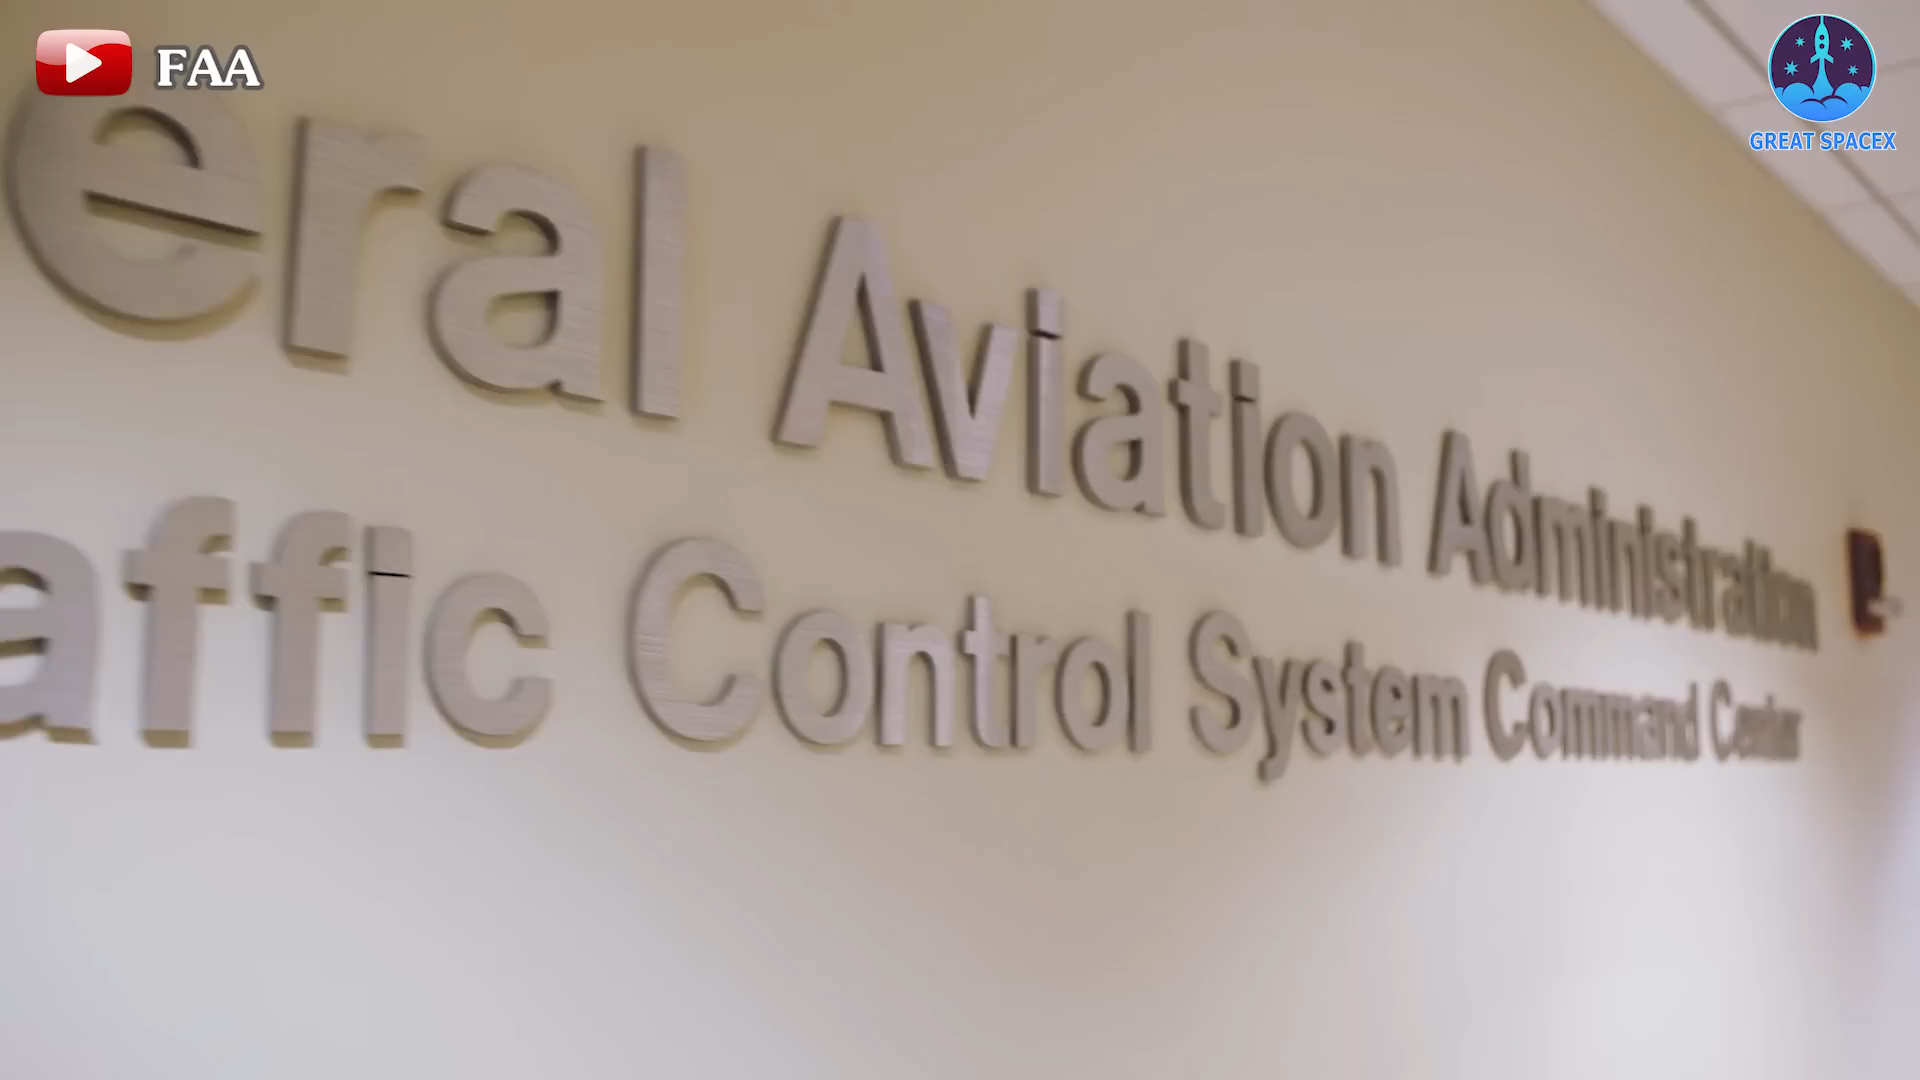 FAA
GREAT SPACEX
eral Aviation Administration
affic Control System Command Center